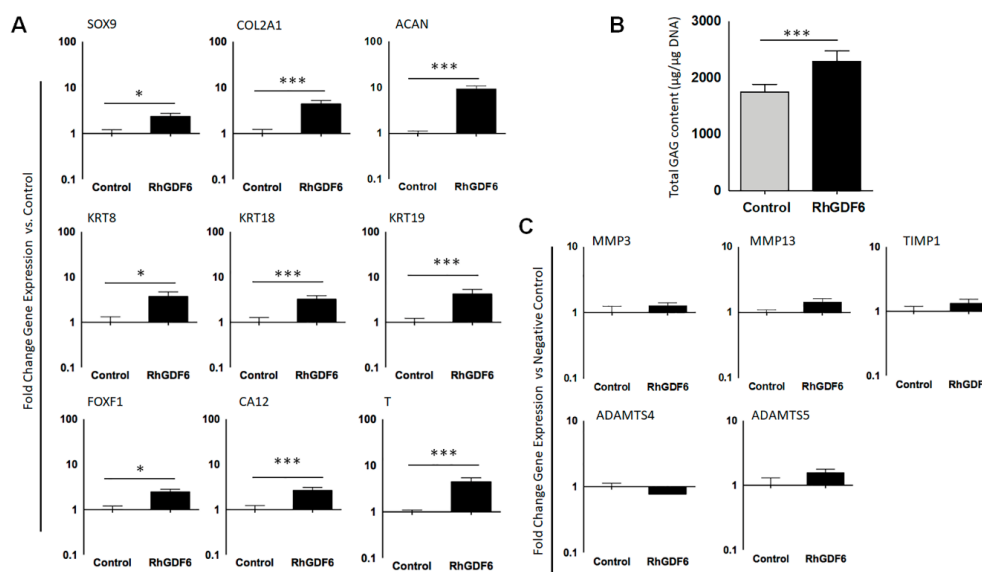 A
Fold Change Gene Expression vs. Control
SOX9
100
10
1
0.1
*
Control RhGDF6
COL2A1
100
10
1
0.1
***
Control RhGDF6
ACAN
100
10
1
0.1
***
Control RhGDF6
KRT8
100
10
1
0.1
*
Control RhGDF6
KRT18
100
10
1
0.1
***
Control RhGDF6
KRT19
100
10
1
0.1
***
Control RhGDF6
FOXF1
100
10
1
0.1
*
Control RhGDF6
CA12
100
10
1
0.1
***
Control RhGDF6
T
100
10
1
0.1
***
Control RhGDF6
B
Total GAG content (µg/µg DNA)
3000
2000
1000
0
***
Control RhGDF6
C
Fold Change Gene Expression vs Negative Control
MMP3
10
1
0.1
Control RhGDF6
MMP13
10
1
0.1
Control RhGDF6
TIMP1
10
1
0.1
Control RhGDF
ADAMTS4
10
1
0.1
Control RhGDF6
ADAMTS5
10
1
0.1
Control RhGDF6